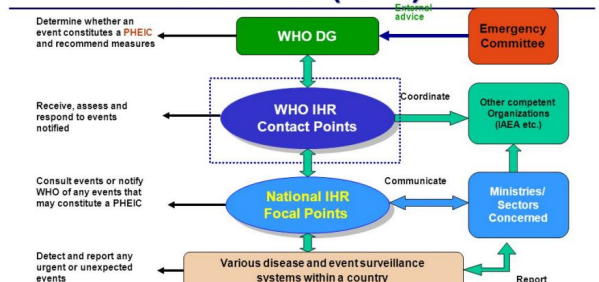 External
advice
Determine whether an
event constitutes a PHEIC
and recommend measures
WHO DG
Emergency
Committee
Receive, assess and
respond to events
notified
WHO IHR
Contact Points
Coordinate
Other competent
Organizations
(IAEA etc.)
Consult events or notify
WHO of any events that
may constitute a PHEIC
National IHR
Focal Points
Communicate
Ministries/
Sectors
Concerned
Detect and report any
urgent or unexpected
events
Various disease and event surveillance
systems within a country
Report